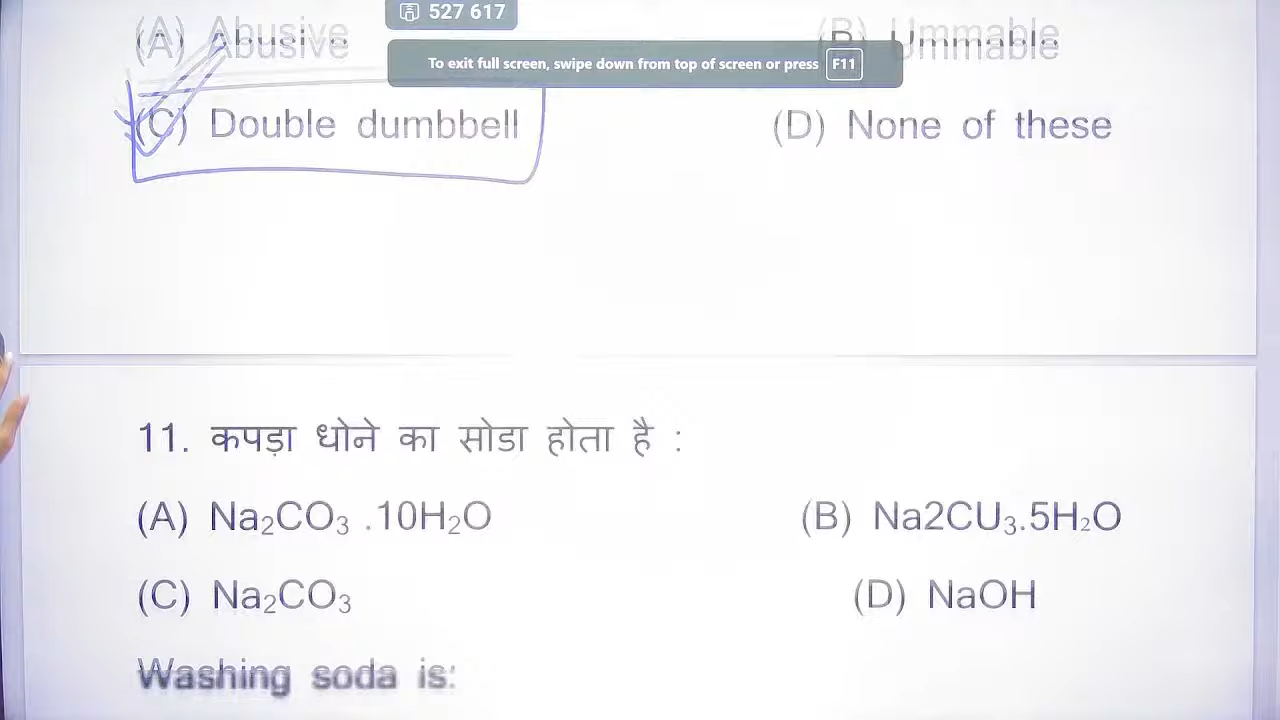 527 617
(A) Abusive (B) Ummable
To exit full screen, swipe down from top of screen or press F11
(C) Double dumbbell (D) None of these
11. कपड़ा धोने का सोडा होता है :
(A) Na₂CO₃ .10H₂O (B) Na2CU₃.5H₂O
(C) Na₂CO₃ (D) NaOH
Washing soda is: